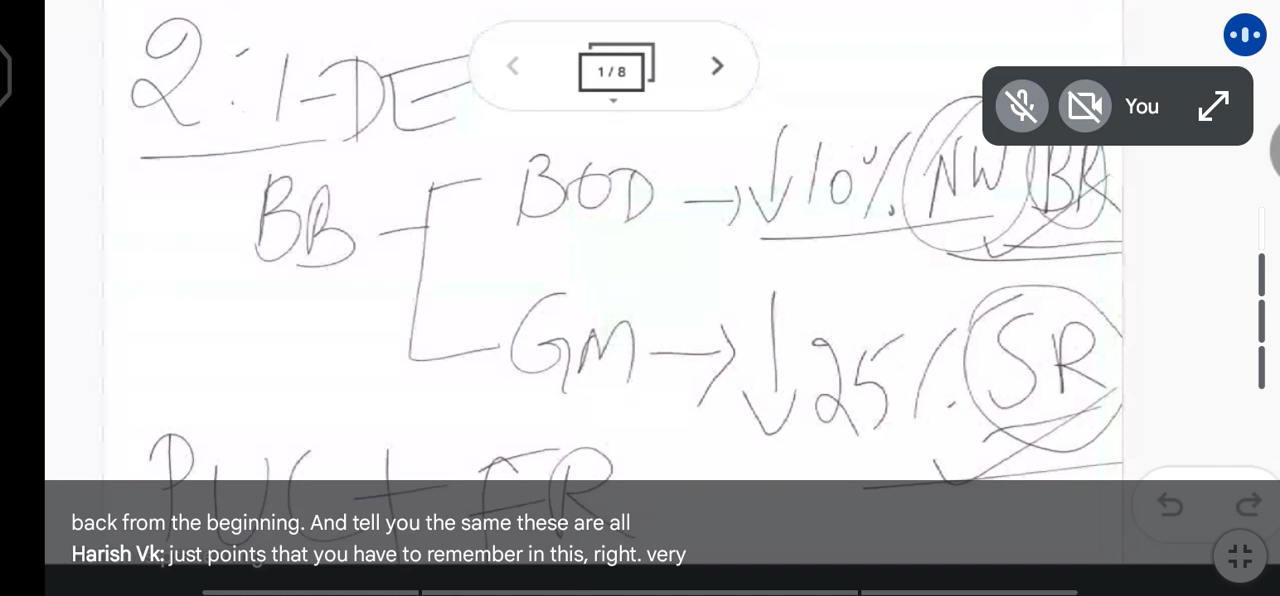 2:1-DE
1 / 8
You
BB
BOD → ↓ 10% NW BR
GM → ↓ 25% SR
PUC + FR
back from the beginning. And tell you the same these are all
Harish Vk: just points that you have to remember in this, right. very